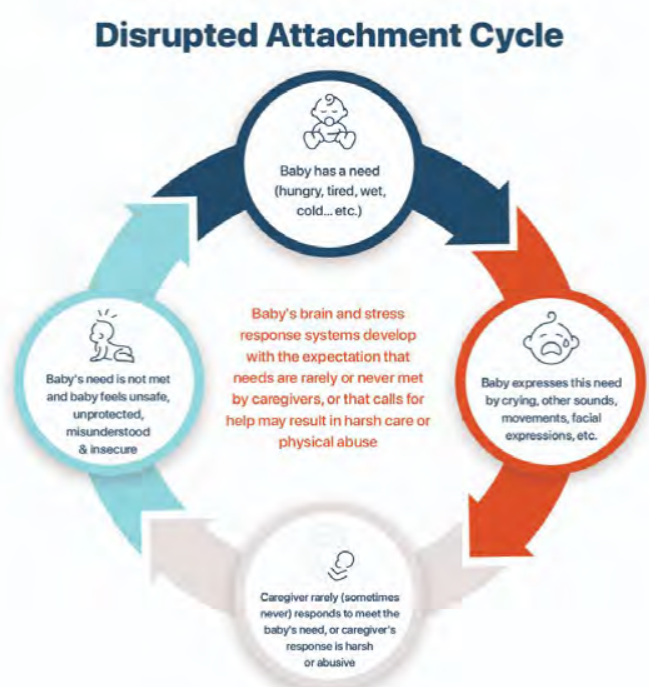 Disrupted Attachment Cycle
Baby has a need
(hungry, tired, wet,
cold... etc.)
Baby expresses this need
by crying, other sounds,
movements, facial
expressions, etc.
Caregiver rarely (sometimes
never) responds to meet the
baby's need, or caregiver's
response is harsh
or abusive
Baby's need is not met
and baby feels unsafe,
unprotected,
misunderstood
& insecure
Baby's brain and stress
response systems develop
with the expectation that
needs are rarely or never met
by caregivers, or that calls for
help may result in harsh care or
physical abuse